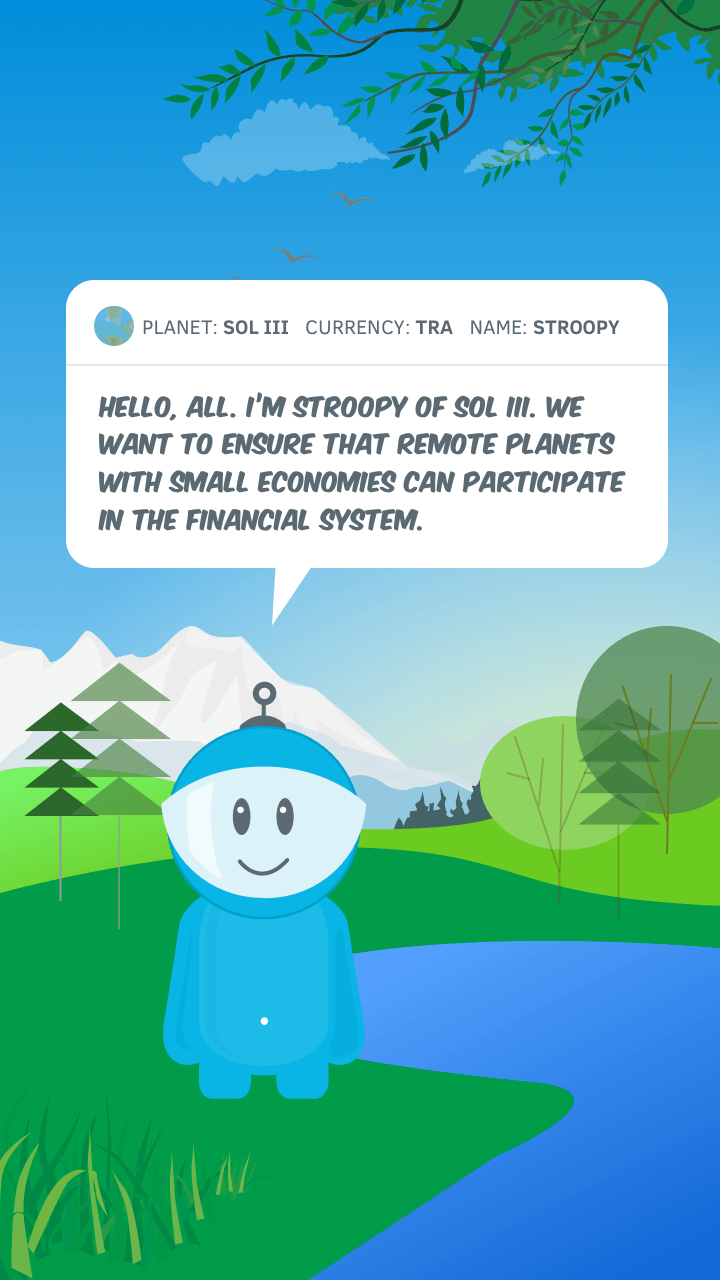 PLANET: SOL III CURRENCY: TRA NAME: STROOPY
HELLO, ALL. I'M STROOPY OF SOL III. WE
WANT TO ENSURE THAT REMOTE PLANETS
WITH SMALL ECONOMIES CAN PARTICIPATE
IN THE FINANCIAL SYSTEM.